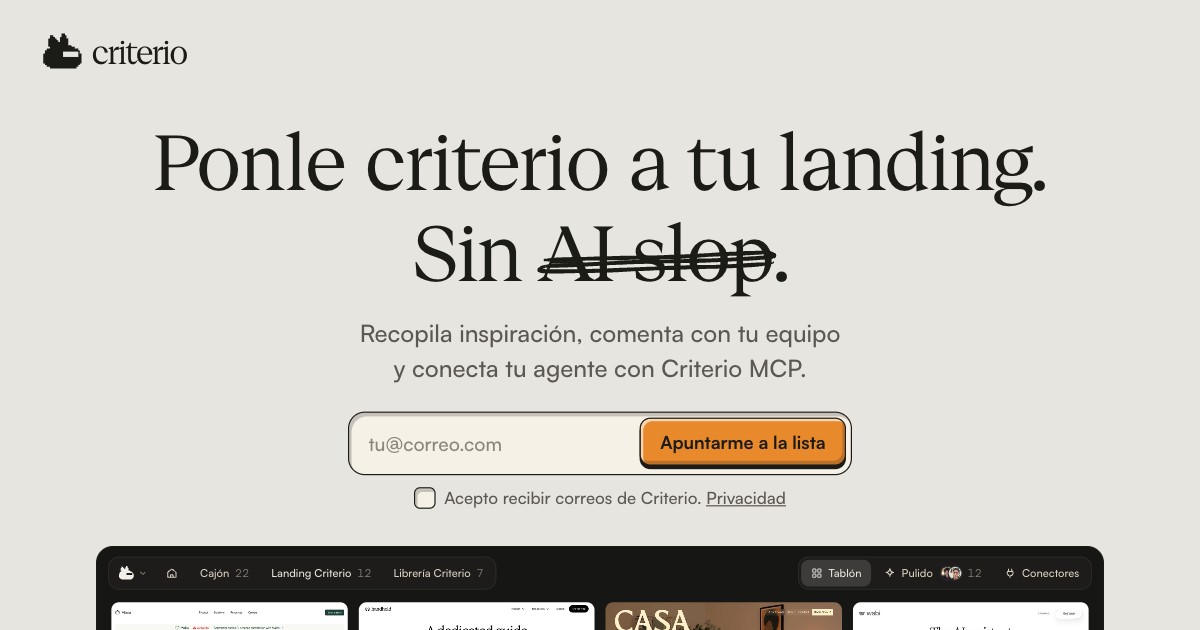 criterio
Ponle criterio a tu landing.
Sin AI slop.
Recopila inspiración, comenta con tu equipo
y conecta tu agente con Criterio MCP.
tu@correo.com
Apuntarme a la lista
Acepto recibir correos de Criterio. Privacidad
Cajón 22 Landing Criterio 12 Librería Criterio 7 Tablón Pulido 12 Conectores
CASA
A dedicated guide